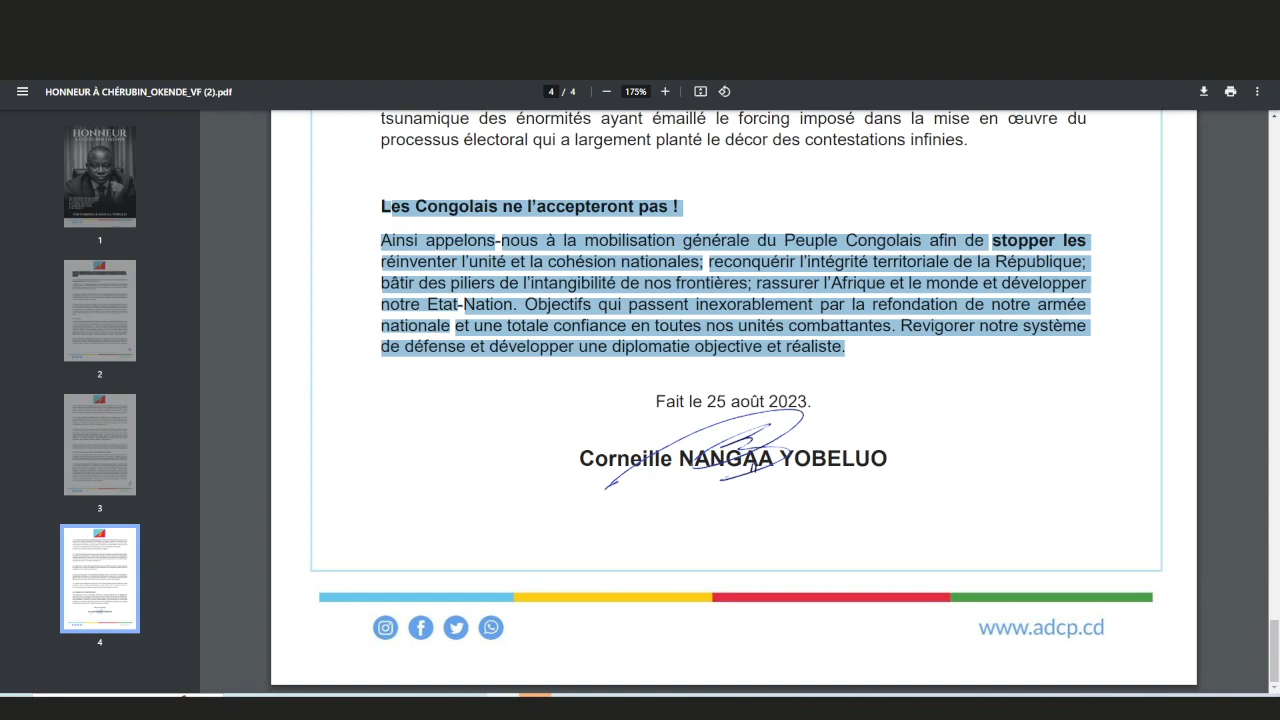 HONNEUR À CHÉRUBIN_OKENDE_VF (2).pdf
4 / 4
175%
HONNEUR
1
2
3
4
tsunamique des énormités ayant émaillé le forcing imposé dans la mise en œuvre du
processus électoral qui a largement planté le décor des contestations infinies.
Les Congolais ne l’accepteront pas !
Ainsi appelons-nous à la mobilisation générale du Peuple Congolais afin de stopper les
réinventer l’unité et la cohésion nationales; reconquérir l’intégrité territoriale de la République;
bâtir des piliers de l’intangibilité de nos frontières; rassurer l’Afrique et le monde et développer
notre Etat-Nation. Objectifs qui passent inexorablement par la refondation de notre armée
nationale et une totale confiance en toutes nos unités combattantes. Revigorer notre système
de défense et développer une diplomatie objective et réaliste.
Fait le 25 août 2023.
Corneille NANGAA YOBELUO
www.adcp.cd